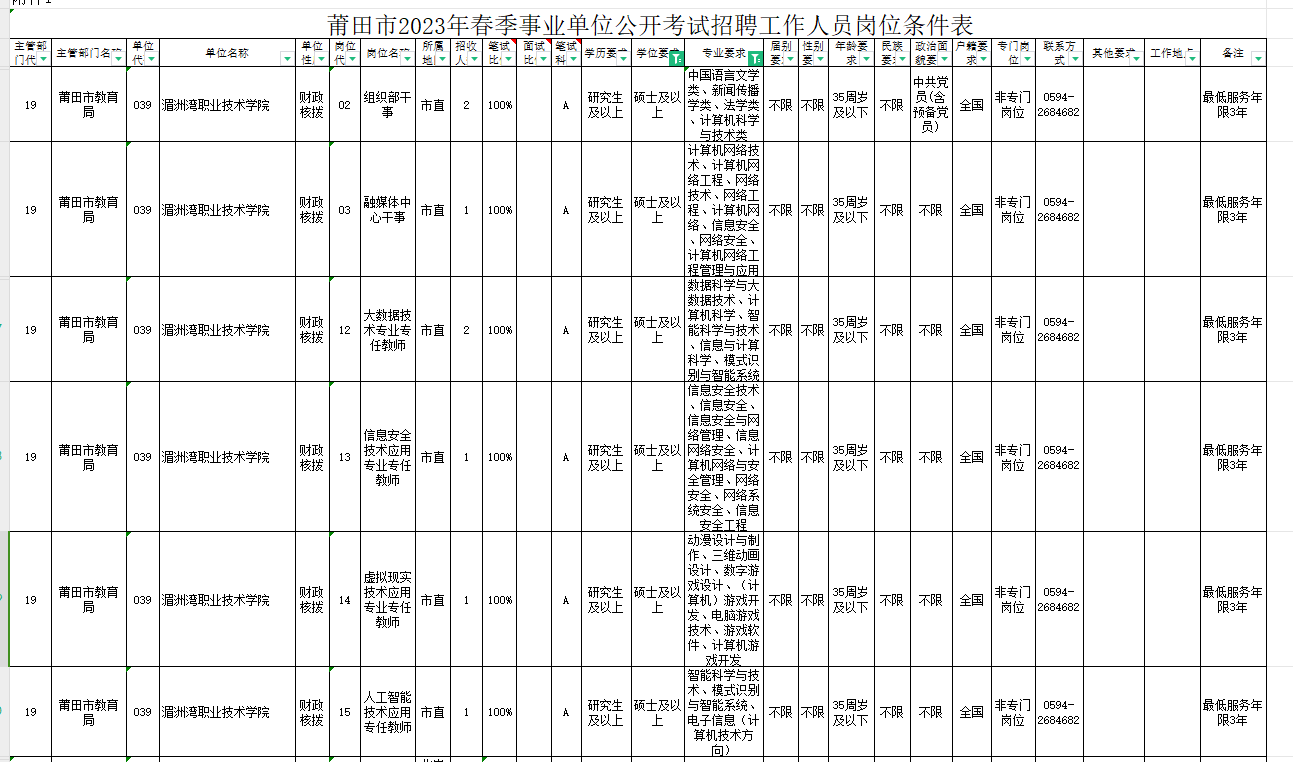 莆田市2023年春季事业单位公开考试招聘工作人员岗位条件表
主管部门代 主管部门名称 单位代 单位名称 单位性 岗位代 岗位名称 所属地 招收人 笔试比 面试比 笔试科 学历要求 学位要求 专业要求 届别要 性别要 年龄要求 民族要 政治面貌要 户籍要求 专门岗位 联系方式 其他要求 工作地点 备注
19 莆田市教育局 039 湄洲湾职业技术学院 财政核拨 02 组织部干事 市直 2 100% A 研究生及以上 硕士及以上 中国语言文学类、新闻传播学类、法学类、计算机科学与技术类 不限 不限 35周岁及以下 不限 中共党员(含预备党员) 全国 非专门岗位 0594-2684682 最低服务年限3年
19 莆田市教育局 039 湄洲湾职业技术学院 财政核拨 03 融媒体中心干事 市直 1 100% A 研究生及以上 硕士及以上 计算机网络技术、计算机网络工程、网络技术、网络工程、计算机网络、信息安全、网络安全、计算机网络工程管理与应用 不限 不限 35周岁及以下 不限 不限 全国 非专门岗位 0594-2684682 最低服务年限3年
19 莆田市教育局 039 湄洲湾职业技术学院 财政核拨 12 大数据技术专业专任教师 市直 2 100% A 研究生及以上 硕士及以上 数据科学与大数据技术、计算机科学、智能科学与技术、信息与计算科学、模式识别与智能系统 不限 不限 35周岁及以下 不限 不限 全国 非专门岗位 0594-2684682 最低服务年限3年
19 莆田市教育局 039 湄洲湾职业技术学院 财政核拨 13 信息安全技术应用专业专任教师 市直 1 100% A 研究生及以上 硕士及以上 信息安全技术、信息安全、信息安全与网络管理、信息网络安全、计算机网络与安全管理、网络安全、网络系统安全、信息安全工程 不限 不限 35周岁及以下 不限 不限 全国 非专门岗位 0594-2684682 最低服务年限3年
19 莆田市教育局 039 湄洲湾职业技术学院 财政核拨 14 虚拟现实技术应用专业专任教师 市直 1 100% A 研究生及以上 硕士及以上 动漫设计与制作、三维动画设计、数字游戏设计、（计算机）游戏开发、电脑游戏技术、游戏软件、计算机游戏开发 不限 不限 35周岁及以下 不限 不限 全国 非专门岗位 0594-2684682 最低服务年限3年
19 莆田市教育局 039 湄洲湾职业技术学院 财政核拨 15 人工智能技术应用专任教师 市直 1 100% A 研究生及以上 硕士及以上 智能科学与技术、模式识别与智能系统、电子信息（计算机技术方向） 不限 不限 35周岁及以下 不限 不限 全国 非专门岗位 0594-2684682 最低服务年限3年